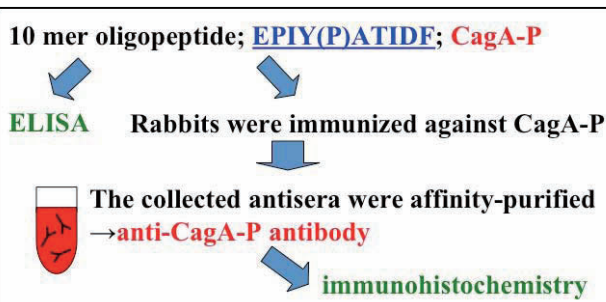 10 mer oligopeptide; EPIY(P)ATIDF; CagA-P
ELISA Rabbits were immunized against CagA-P
The collected antisera were affinity-purified
→anti-CagA-P antibody
immunohistochemistry